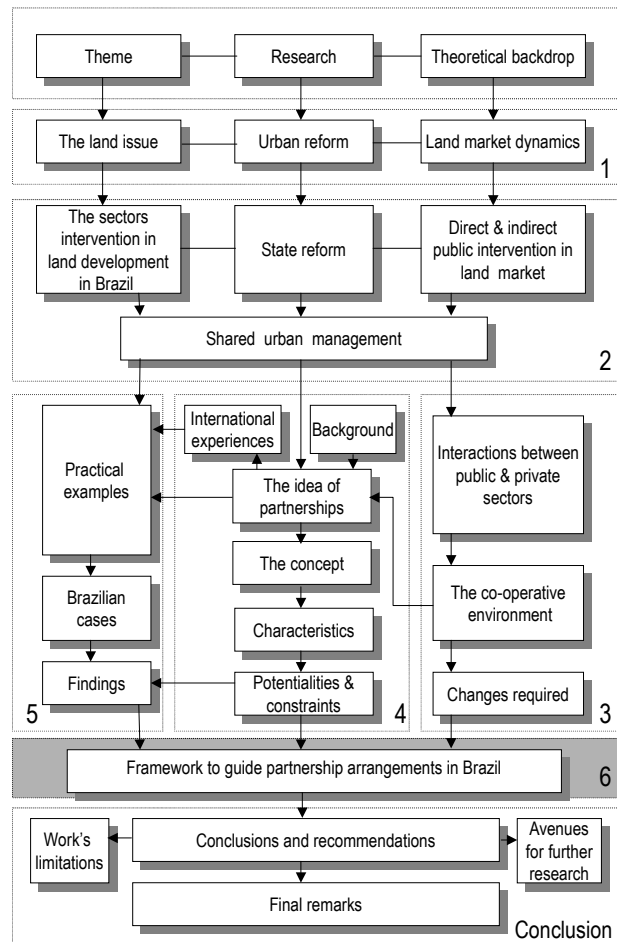 Theme
Research
Theoretical backdrop
The land issue
Urban reform
Land market dynamics
1
The sectors
intervention in
land development
in Brazil
State reform
Direct & indirect
public intervention in
land market
Shared urban management
2
Practical
examples
Brazilian
cases
Findings
5
International
experiences
Background
The idea of
partnerships
The concept
Characteristics
Potentialities &
constraints
4
Interactions between
public & private
sectors
The co-operative
environment
Changes required
3
Framework to guide partnership arrangements in Brazil
6
Work's
limitations
Conclusions and recommendations
Avenues
for further
research
Final remarks
Conclusion